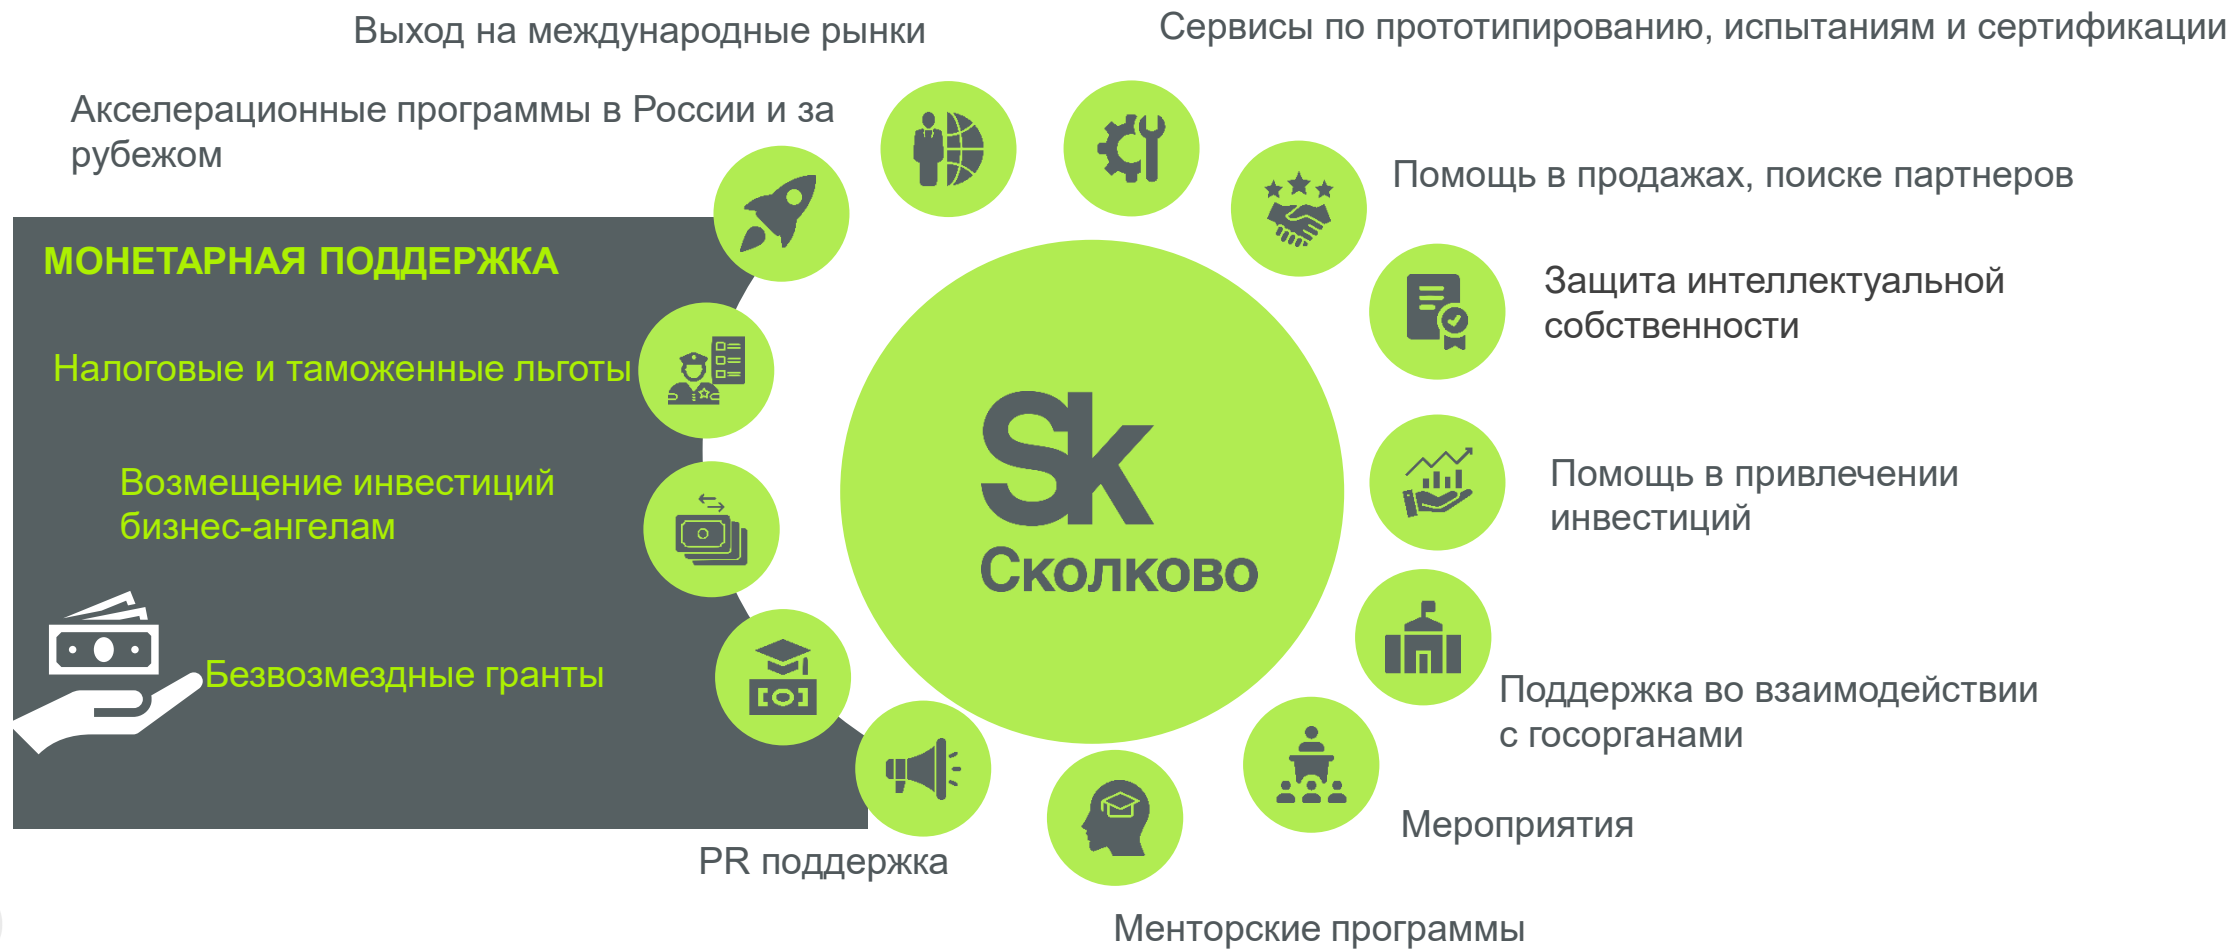 Выход на международные рынки
Сервисы по прототипированию, испытаниям и сертификации
Акселерационные программы в России и за
рубежом
Помощь в продажах, поиске партнеров
МОНЕТАРНАЯ ПОДДЕРЖКА
Защита интеллектуальной
собственности
Налоговые и таможенные льготы
Sk
Сколково
Возмещение инвестиций
бизнес-ангелам
Помощь в привлечении
инвестиций
Безвозмездные гранты
Поддержка во взаимодействии
с госорганами
Мероприятия
PR поддержка
Менторские программы